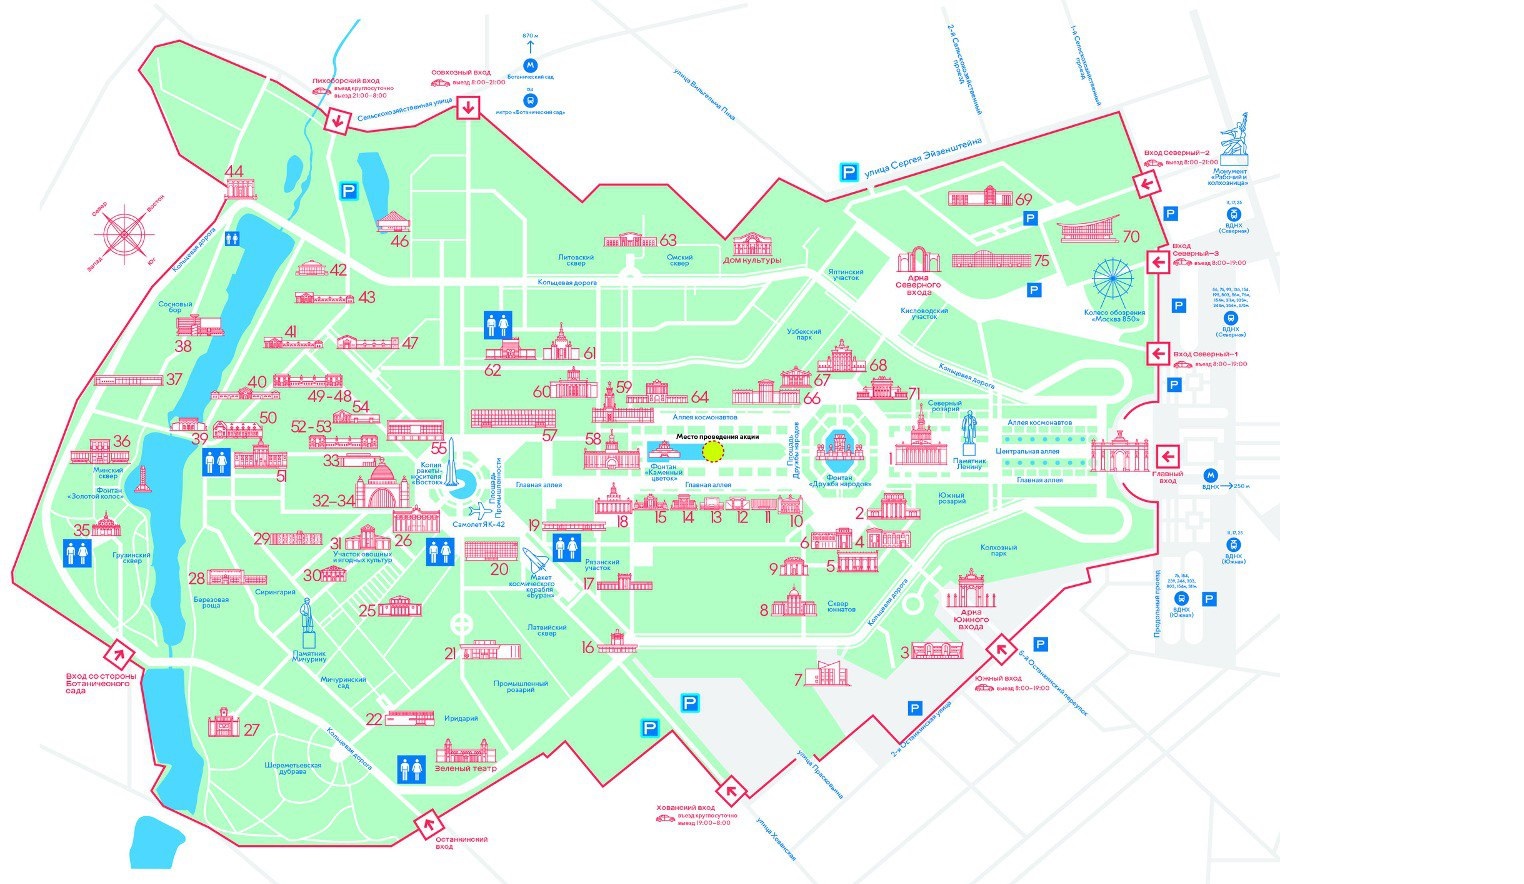 870 м
М
Ботанический сад
метро «Ботанический сад»
Лихоборский вход
въезд круглосуточно
выезд 21:00–8:00
Совхозный вход
выезд 8:00–21:00
Сельскохозяйственная улица
улица Вильгельма Пика
2-й Сельскохозяйственный
проезд
1-й Сельскохозяйственный
проезд
улица Сергея Эйзенштейна
P
P
Вход Северный–2
выезд 8:00–21:00
Монумент
«Рабочий и
колхозница»
ВДНХ
(Северная)
P
Север
Восток
Запад
Юг
Кольцевая дорога
44
46
42
43
63
Литовский
сквер
Омский
сквер
Дом культуры
Кольцевая дорога
69
P
70
75
P
Арка
Северного
входа
Ялтинский
участок
Кисловодский
участок
Колесо обозрения
«Москва 850»
Вход
Северный–3
выезд 8:00–19:00
P
ВДНХ
(Северная)
Вход Северный–1
выезд 8:00–19:00
P
Сосновый
бор
38
41
47
62
61
Узбекский
парк
68
67
66
71
Кольцевая дорога
37
40
49-48
60
59
64
54
50
52-53
39
36
51
33
55
57
58
Аллея космонавтов
Место проведения акции
Площадь
Дружбы народов
Северный
розарий
Аллея космонавтов
1
Памятник
Ленину
Центральная аллея
Главная аллея
Главный
вход
М
ВДНХ
250 м
Минский
сквер
Фонтан
«Золотой колос»
32-34
Копия
ракеты-
носителя
«Восток»
Площадь
Промышленности
Главная аллея
Фонтан
«Каменный
цветок»
Главная аллея
Фонтан
«Дружба народов»
Южный
розарий
Самолет ЯК-42
35
29
31
26
19
18
15
14
13
12
11
10
2
6
4
5
Грузинский
сквер
Участок овощных
и ягодных культур
20
Макет
космического
корабля
«Буран»
Рязанский
участок
17
9
8
Колхозный
парк
ВДНХ
(Южная)
28
30
Сиренгарий
Березовая
роща
25
Сквер
юннатов
Кольцевая дорога
Арка
Южного
входа
Продольный проезд
ВДНХ
(Южная)
P
Памятник
Мичурину
21
Латвийский
сквер
16
3
7
P
5-й Останкинский переулок
Южный вход
выезд 8:00–19:00
Вход со стороны
Ботанического
сада
Мичуринский
сад
Промышленный
розарий
22
Иридарий
27
Кольцевая дорога
Зеленый театр
Шереметьевская
дубрава
P
P
P
2-я Останкинская улица
улица Хованская
Хованский вход
въезд круглосуточно
выезд 19:00–8:00
Останкинский
вход